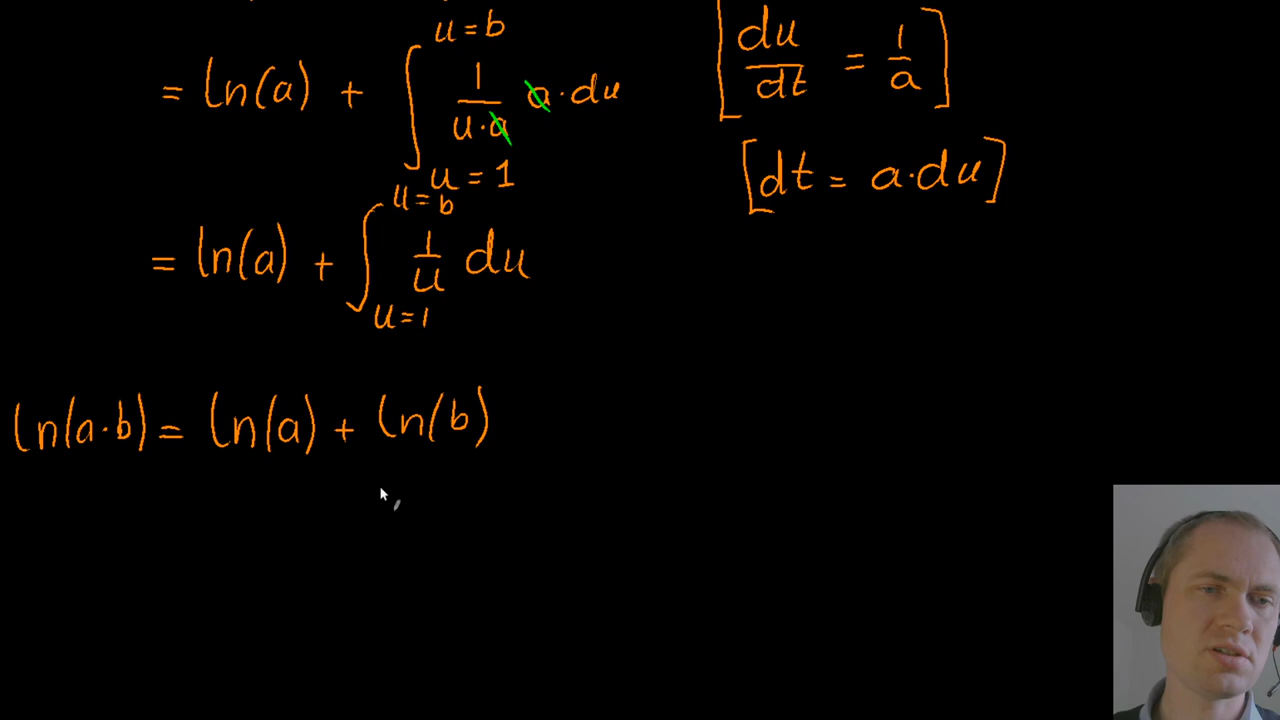 u = b
= ln(a) + ∫ 1/(u·a) a·du
u = 1
[du/dt = 1/a]
[dt = a·du]
u = b
= ln(a) + ∫ 1/u du
u = 1
ln(a·b) = ln(a) + ln(b)